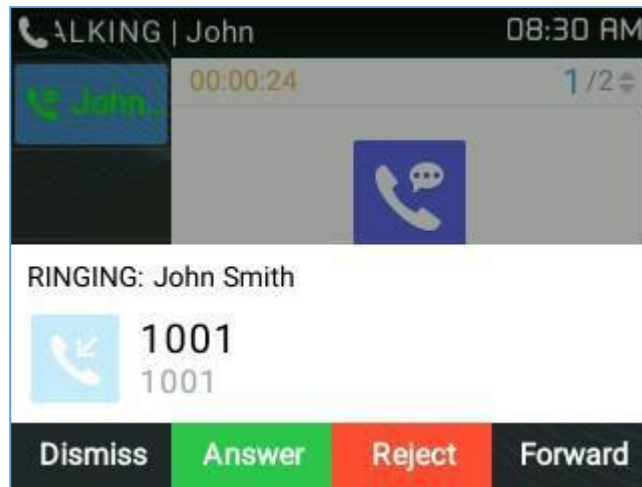 ALKING | John
08:30 AM
John...
00:00:24
1/2
RINGING: John Smith
1001
1001
Dismiss
Answer
Reject
Forward